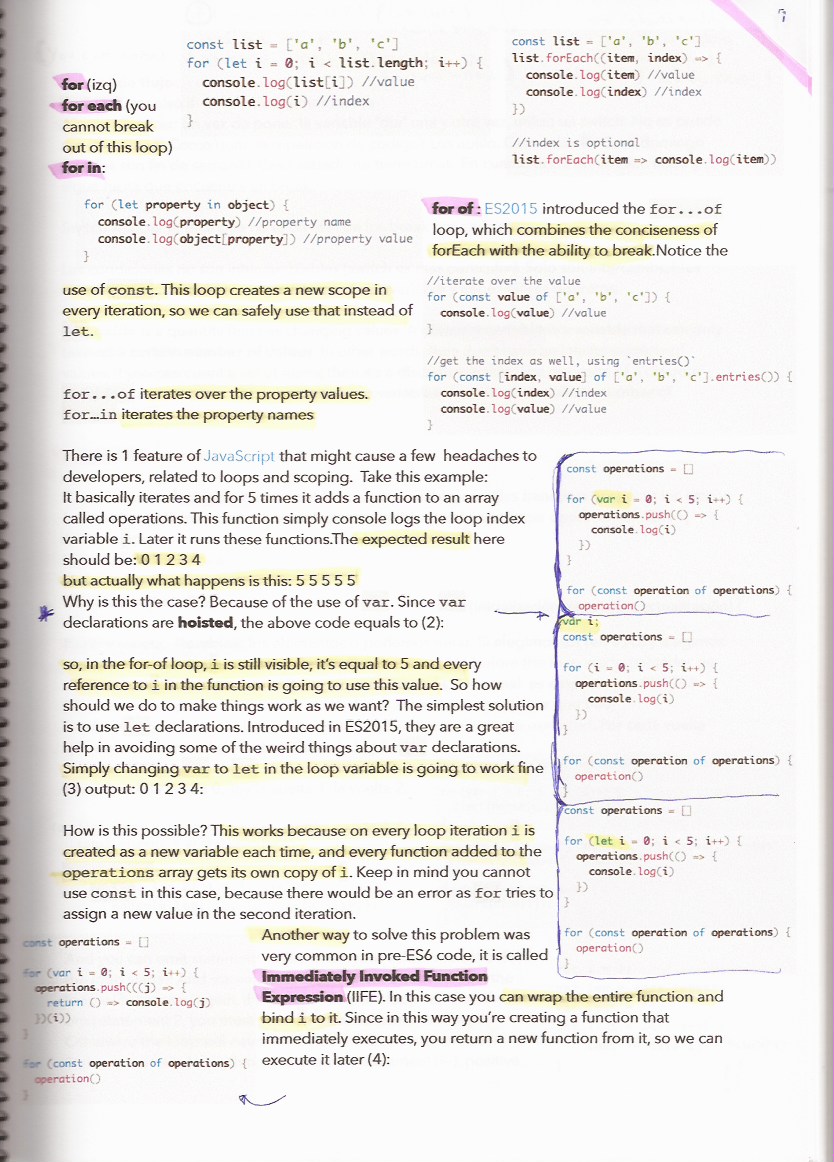 const list = ['a', 'b', 'c']
for (let i = 0; i < list.length; i++) {
  console.log(list[i]) //value
  console.log(i) //index
}
const list = ['a', 'b', 'c']
list.forEach((item, index) => {
  console.log(item) //value
  console.log(index) //index
})
//index is optional
list.forEach(item => console.log(item))
for (izq)
for each (you
cannot break
out of this loop)
for in:
for (let property in object) {
  console.log(property) //property name
  console.log(object[property]) //property value
}
for of : ES2015 introduced the for...of
loop, which combines the conciseness of
forEach with the ability to break.Notice the
use of const. This loop creates a new scope in
every iteration, so we can safely use that instead of
let.
//iterate over the value
for (const value of ['a', 'b', 'c']) {
  console.log(value) //value
}
//get the index as well, using `entries()`
for (const [index, value] of ['a', 'b', 'c'].entries()) {
  console.log(index) //index
  console.log(value) //value
}
for...of iterates over the property values.
for…in iterates the property names
There is 1 feature of JavaScript that might cause a few headaches to
developers, related to loops and scoping. Take this example:
It basically iterates and for 5 times it adds a function to an array
called operations. This function simply console logs the loop index
variable i. Later it runs these functions.The expected result here
should be: 0 1 2 3 4
but actually what happens is this: 5 5 5 5 5
Why is this the case? Because of the use of var. Since var
declarations are hoisted, the above code equals to (2):
const operations = []
for (var i = 0; i < 5; i++) {
  operations.push(() => {
    console.log(i)
  })
}
for (const operation of operations) {
  operation()
var i;
const operations = []
for (i = 0; i < 5; i++) {
  operations.push(() => {
    console.log(i)
  })
}
for (const operation of operations) {
  operation()
}
so, in the for-of loop, i is still visible, it's equal to 5 and every
reference to i in the function is going to use this value. So how
should we do to make things work as we want? The simplest solution
is to use let declarations. Introduced in ES2015, they are a great
help in avoiding some of the weird things about var declarations.
Simply changing var to let in the loop variable is going to work fine
(3) output: 0 1 2 3 4:
const operations = []
for (let i = 0; i < 5; i++) {
  operations.push(() => {
    console.log(i)
  })
}
for (const operation of operations) {
  operation()
}
How is this possible? This works because on every loop iteration i is
created as a new variable each time, and every function added to the
operations array gets its own copy of i. Keep in mind you cannot
use const in this case, because there would be an error as for tries to
assign a new value in the second iteration.
Another way to solve this problem was
very common in pre-ES6 code, it is called
Immediately Invoked Function
Expression (IIFE). In this case you can wrap the entire function and
bind i to it. Since in this way you're creating a function that
immediately executes, you return a new function from it, so we can
execute it later (4):
const operations = []
for (var i = 0; i < 5; i++) {
  operations.push(((j) => {
    return () => console.log(j)
  })(i))
}
for (const operation of operations) {
  operation()
}